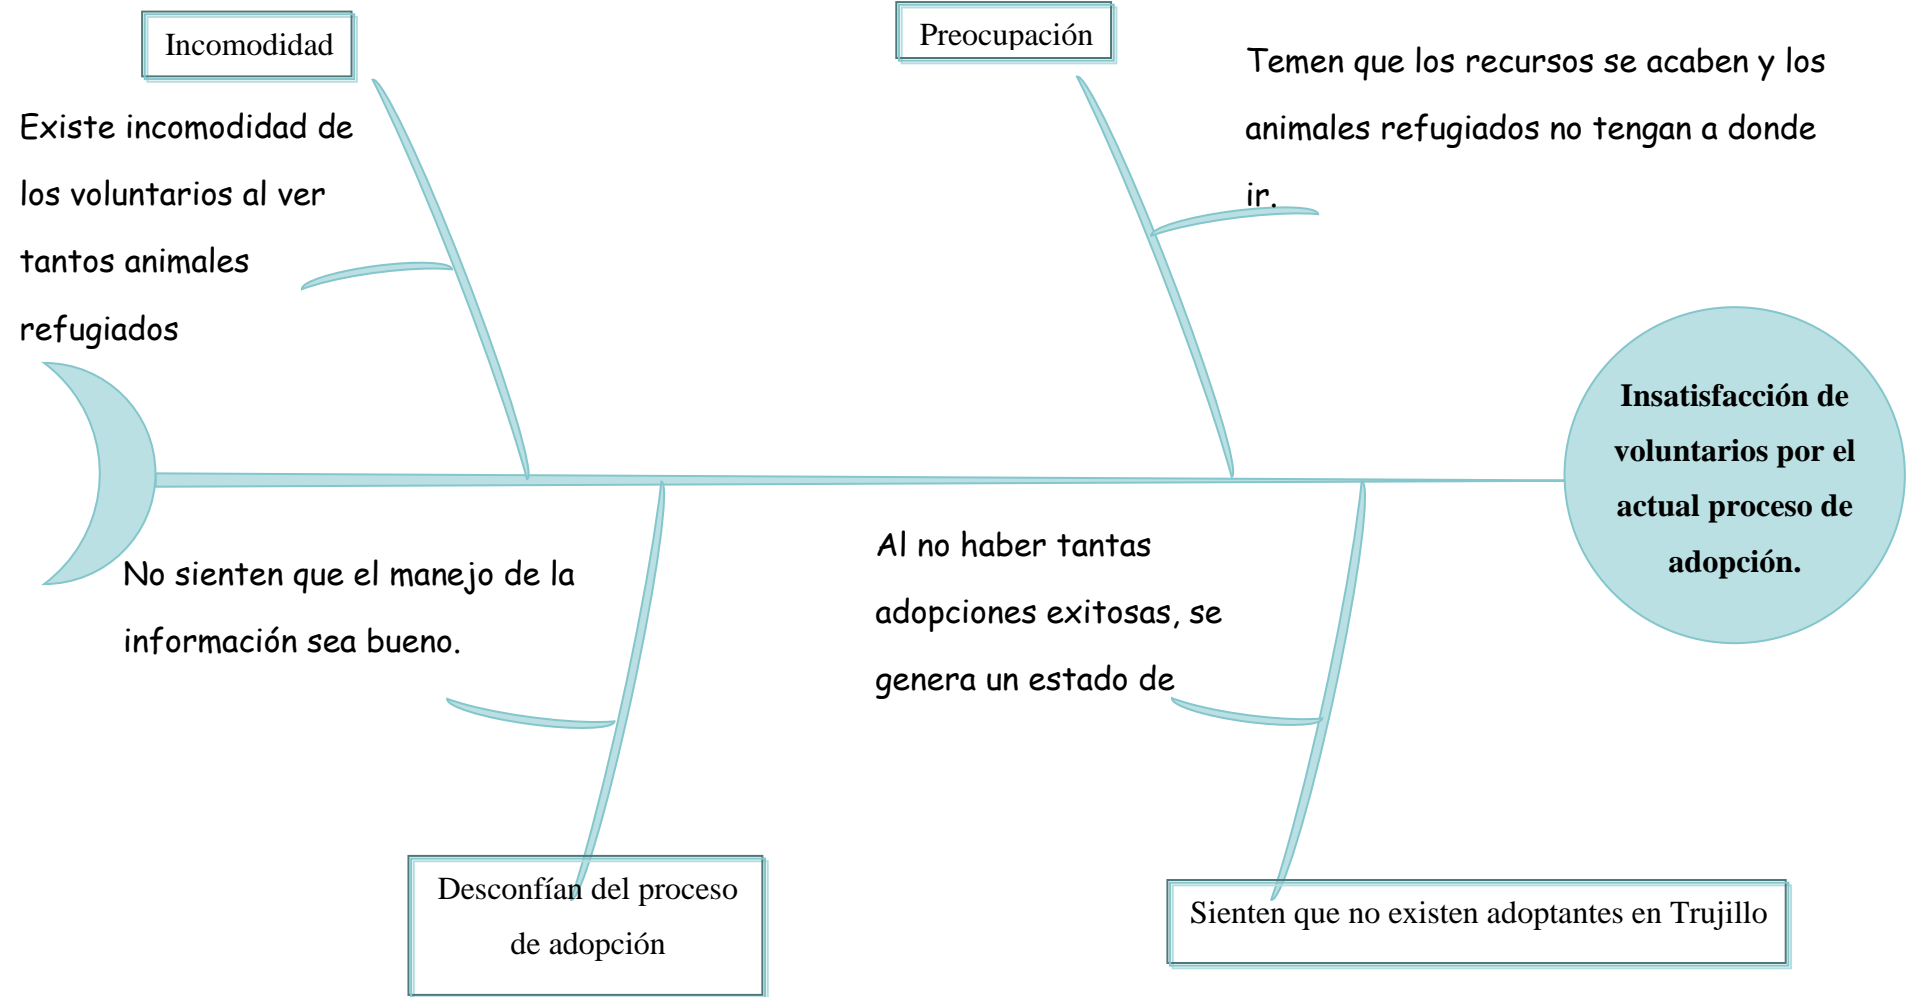 Incomodidad
Existe incomodidad de
los voluntarios al ver
tantos animales
refugiados
Preocupación
Temen que los recursos se acaben y los
animales refugiados no tengan a donde
ir.
Insatisfacción de
voluntarios por el
actual proceso de
adopción.
No sienten que el manejo de la
información sea bueno.
Desconfían del proceso
de adopción
Al no haber tantas
adopciones exitosas, se
genera un estado de
Sienten que no existen adoptantes en Trujillo